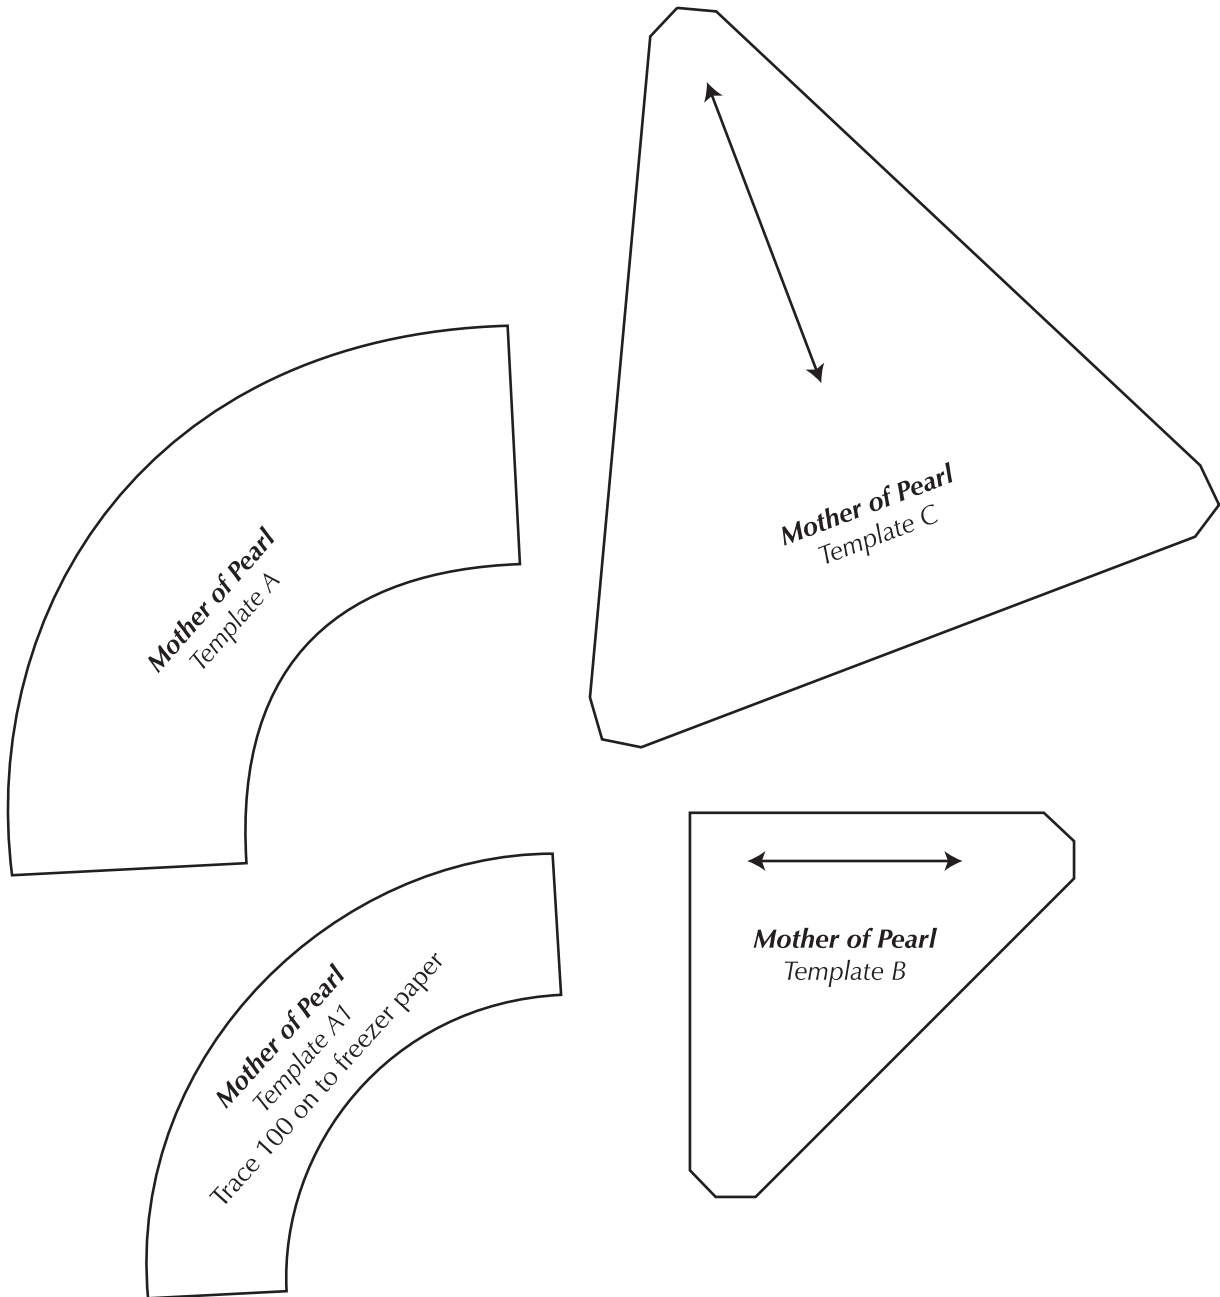 Mother of Pearl
Template C
Mother of Pearl
Template A
Mother of Pearl
Template B
Mother of Pearl
Template A1
Trace 100 on to freezer paper